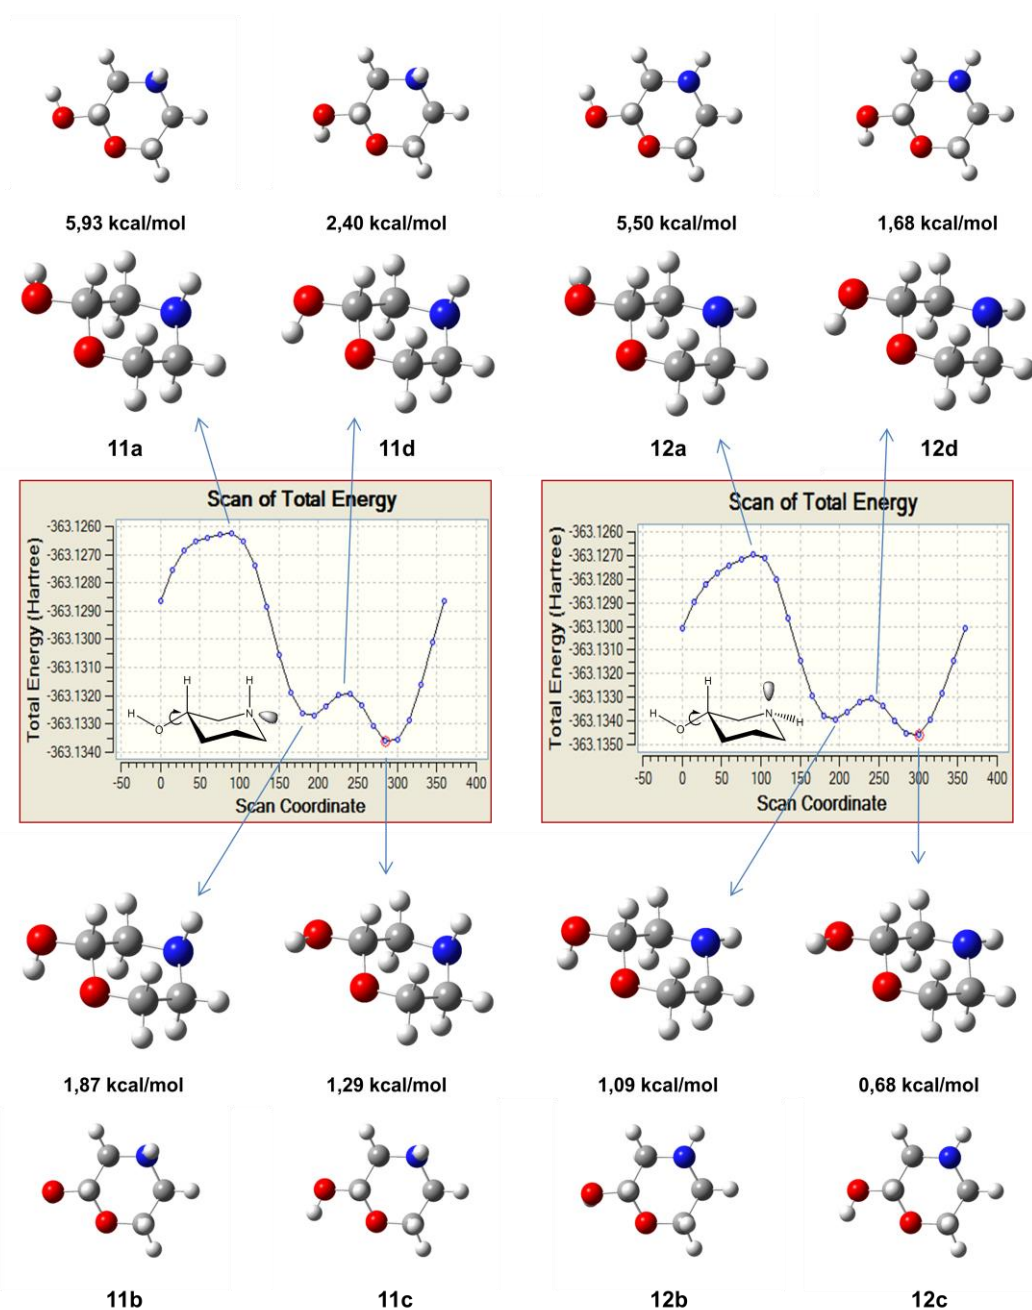 5,93 kcal/mol 2,40 kcal/mol 5,50 kcal/mol 1,68 kcal/mol
11a 11d 12a 12d
Scan of Total Energy
Total Energy (Hartree)
-363.1260
-363.1270
-363.1280
-363.1290
-363.1300
-363.1310
-363.1320
-363.1330
-363.1340
H H
H O N
-50 0 50 100 150 200 250 300 350 400
Scan Coordinate
Scan of Total Energy
Total Energy (Hartree)
-363.1260
-363.1270
-363.1280
-363.1290
-363.1300
-363.1310
-363.1320
-363.1330
-363.1340
-363.1350
H
H O N H
-50 0 50 100 150 200 250 300 350 400
Scan Coordinate
1,87 kcal/mol 1,29 kcal/mol 1,09 kcal/mol 0,68 kcal/mol
11b 11c 12b 12c